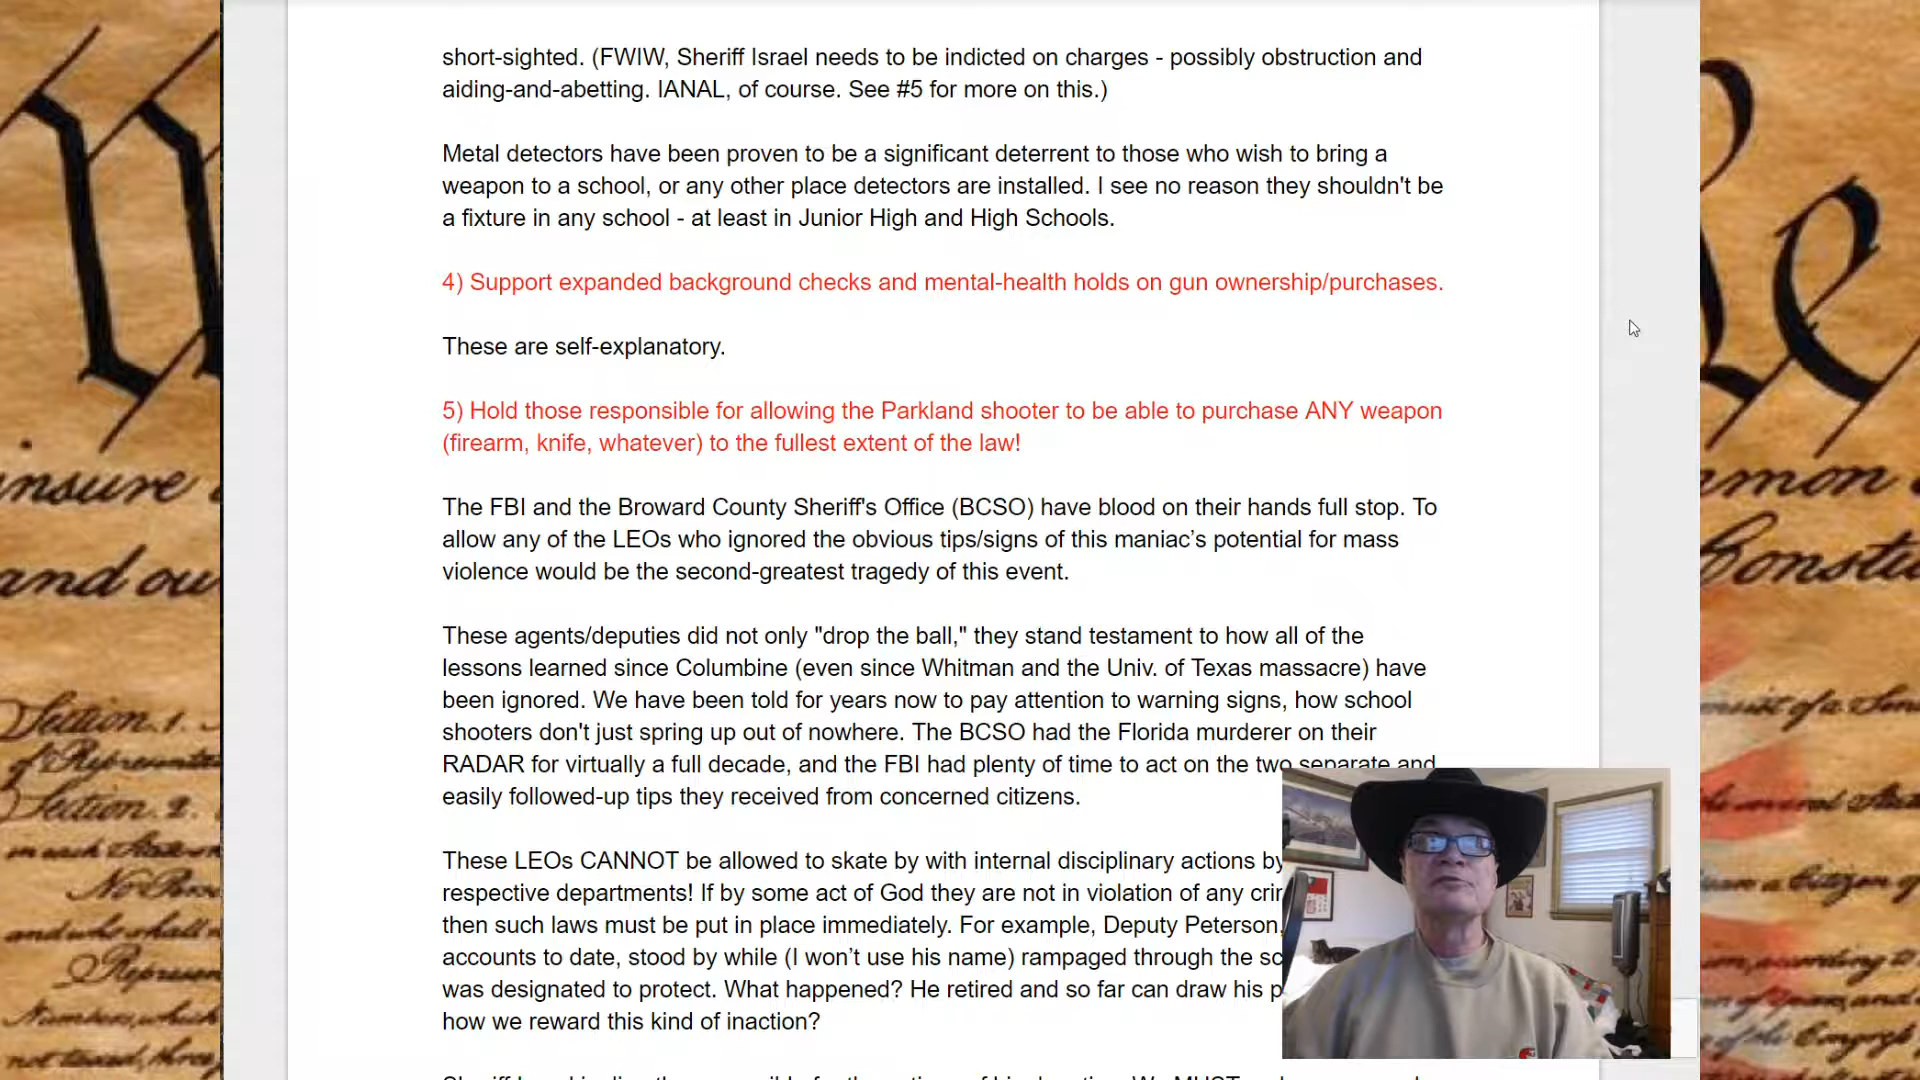 short-sighted. (FWIW, Sheriff Israel needs to be indicted on charges - possibly obstruction and
aiding-and-abetting. IANAL, of course. See #5 for more on this.)
Metal detectors have been proven to be a significant deterrent to those who wish to bring a
weapon to a school, or any other place detectors are installed. I see no reason they shouldn't be
a fixture in any school - at least in Junior High and High Schools.
4) Support expanded background checks and mental-health holds on gun ownership/purchases.
These are self-explanatory.
5) Hold those responsible for allowing the Parkland shooter to be able to purchase ANY weapon
(firearm, knife, whatever) to the fullest extent of the law!
The FBI and the Broward County Sheriff's Office (BCSO) have blood on their hands full stop. To
allow any of the LEOs who ignored the obvious tips/signs of this maniac’s potential for mass
violence would be the second-greatest tragedy of this event.
These agents/deputies did not only "drop the ball," they stand testament to how all of the
lessons learned since Columbine (even since Whitman and the Univ. of Texas massacre) have
been ignored. We have been told for years now to pay attention to warning signs, how school
shooters don't just spring up out of nowhere. The BCSO had the Florida murderer on their
RADAR for virtually a full decade, and the FBI had plenty of time to act on the two separate and
easily followed-up tips they received from concerned citizens.
These LEOs CANNOT be allowed to skate by with internal disciplinary actions by
respective departments! If by some act of God they are not in violation of any
then such laws must be put in place immediately. For example, Deputy Peterson,
accounts to date, stood by while (I won’t use his name) rampaged through the
was designated to protect. What happened? He retired and so far can draw his
how we reward this kind of inaction?
insure
and our
Section. 1.
Section. 2.